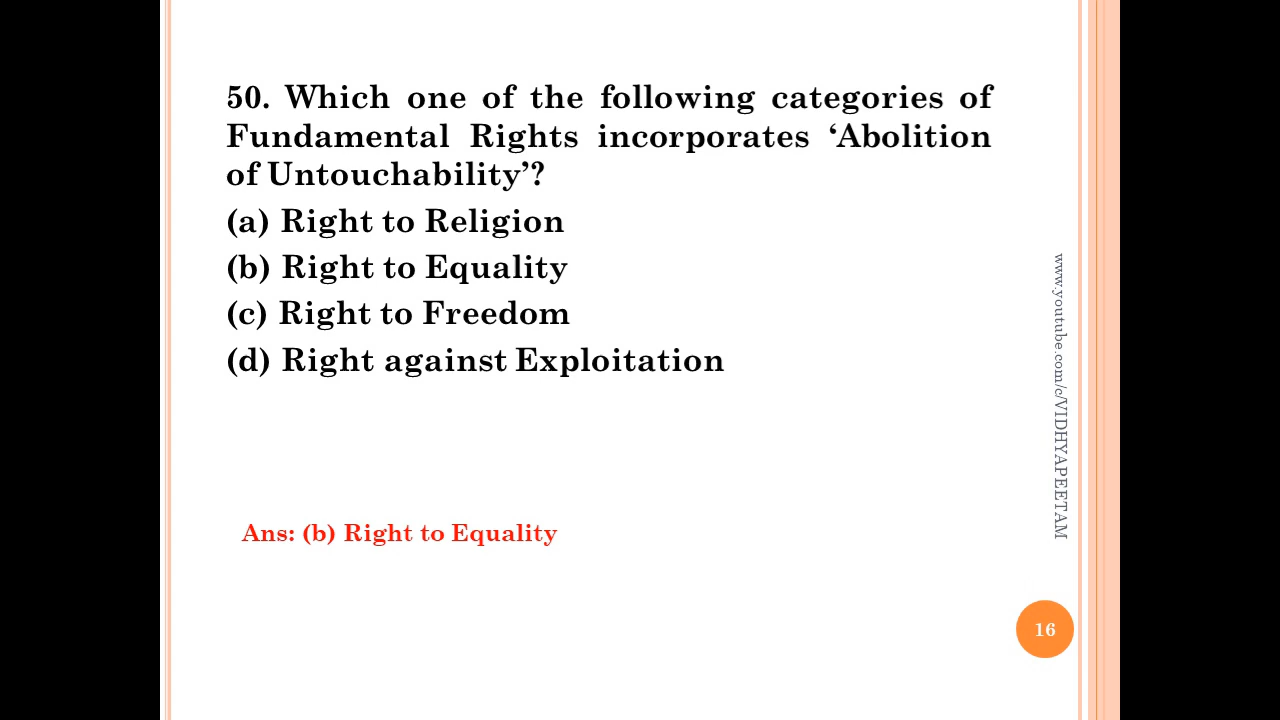 50. Which one of the following categories of
Fundamental Rights incorporates ‘Abolition
of Untouchability’?
(a) Right to Religion
(b) Right to Equality
(c) Right to Freedom
(d) Right against Exploitation
Ans: (b) Right to Equality
www.youtube.com/c/VIDHYAPEETAM
16